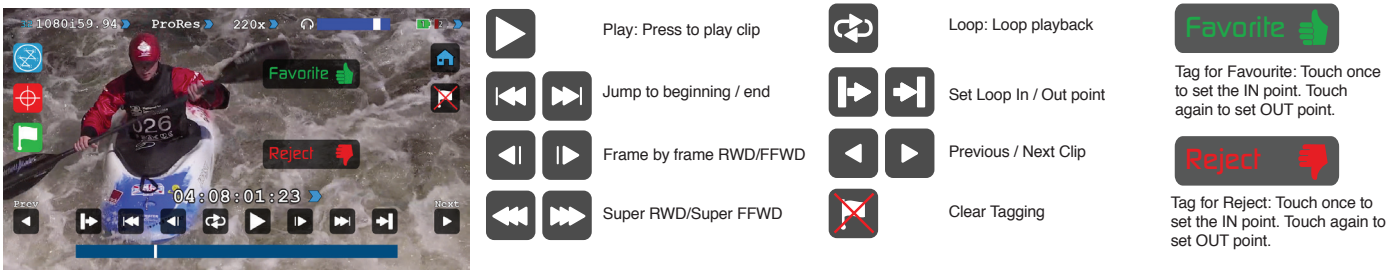 1080i59.94 ProRes 220x
Favorite
026
Reject
04:08:01:23
Prev
Next
Play: Press to play clip
Jump to beginning / end
Frame by frame RWD/FFWD
Super RWD/Super FFWD
Loop: Loop playback
Set Loop In / Out point
Previous / Next Clip
Clear Tagging
Favorite
Tag for Favourite: Touch once
to set the IN point. Touch
again to set OUT point.
Reject
Tag for Reject: Touch once to
set the IN point. Touch again to
set OUT point.